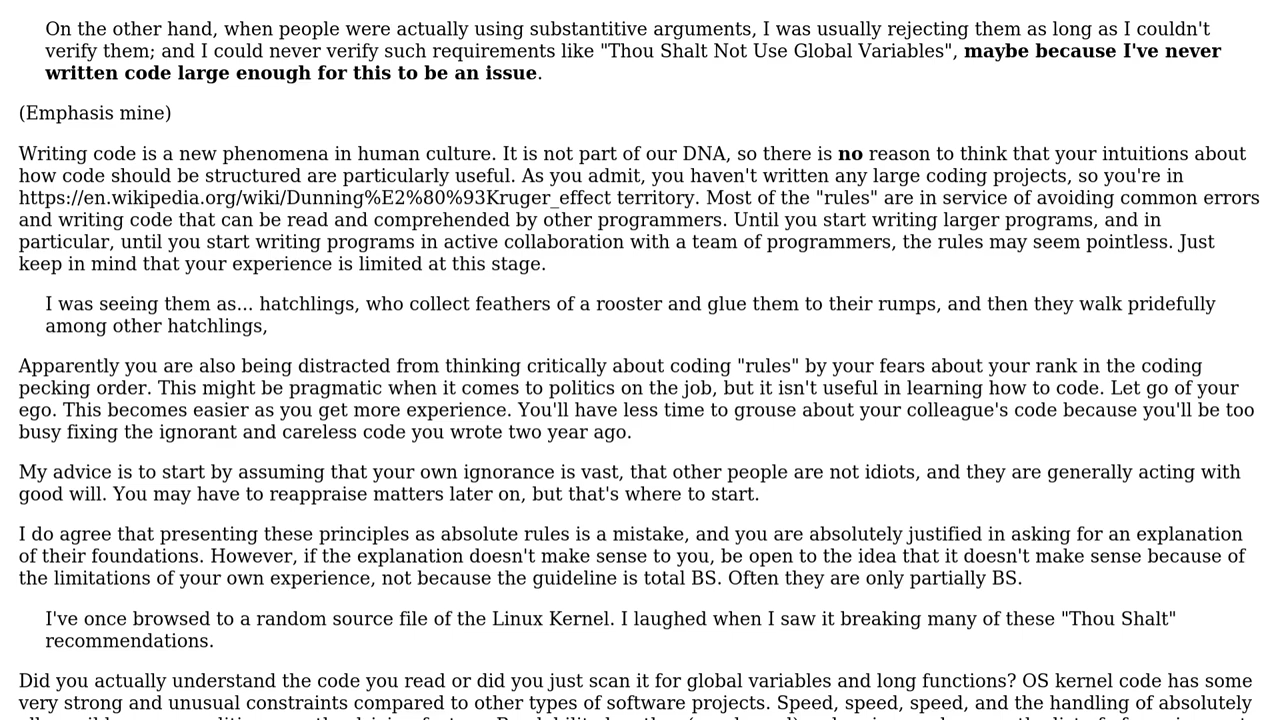 On the other hand, when people were actually using substantitive arguments, I was usually rejecting them as long as I couldn't
verify them; and I could never verify such requirements like "Thou Shalt Not Use Global Variables", maybe because I've never
written code large enough for this to be an issue.
(Emphasis mine)
Writing code is a new phenomena in human culture. It is not part of our DNA, so there is no reason to think that your intuitions about
how code should be structured are particularly useful. As you admit, you haven't written any large coding projects, so you're in
https://en.wikipedia.org/wiki/Dunning%E2%80%93Kruger_effect territory. Most of the "rules" are in service of avoiding common errors
and writing code that can be read and comprehended by other programmers. Until you start writing larger programs, and in
particular, until you start writing programs in active collaboration with a team of programmers, the rules may seem pointless. Just
keep in mind that your experience is limited at this stage.
I was seeing them as... hatchlings, who collect feathers of a rooster and glue them to their rumps, and then they walk pridefully
among other hatchlings,
Apparently you are also being distracted from thinking critically about coding "rules" by your fears about your rank in the coding
pecking order. This might be pragmatic when it comes to politics on the job, but it isn't useful in learning how to code. Let go of your
ego. This becomes easier as you get more experience. You'll have less time to grouse about your colleague's code because you'll be too
busy fixing the ignorant and careless code you wrote two year ago.
My advice is to start by assuming that your own ignorance is vast, that other people are not idiots, and they are generally acting with
good will. You may have to reappraise matters later on, but that's where to start.
I do agree that presenting these principles as absolute rules is a mistake, and you are absolutely justified in asking for an explanation
of their foundations. However, if the explanation doesn't make sense to you, be open to the idea that it doesn't make sense because of
the limitations of your own experience, not because the guideline is total BS. Often they are only partially BS.
I've once browsed to a random source file of the Linux Kernel. I laughed when I saw it breaking many of these "Thou Shalt"
recommendations.
Did you actually understand the code you read or did you just scan it for global variables and long functions? OS kernel code has some
very strong and unusual constraints compared to other types of software projects. Speed, speed, speed, and the handling of absolutely